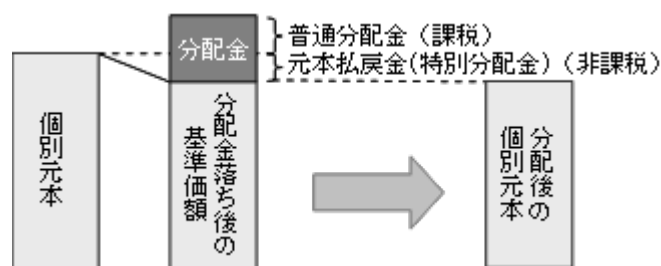 分配金
普通分配金（課税）
元本払戻金(特別分配金)（非課税）
個別元本
分配金落ち後の
基準価額
分配後の
個別元本